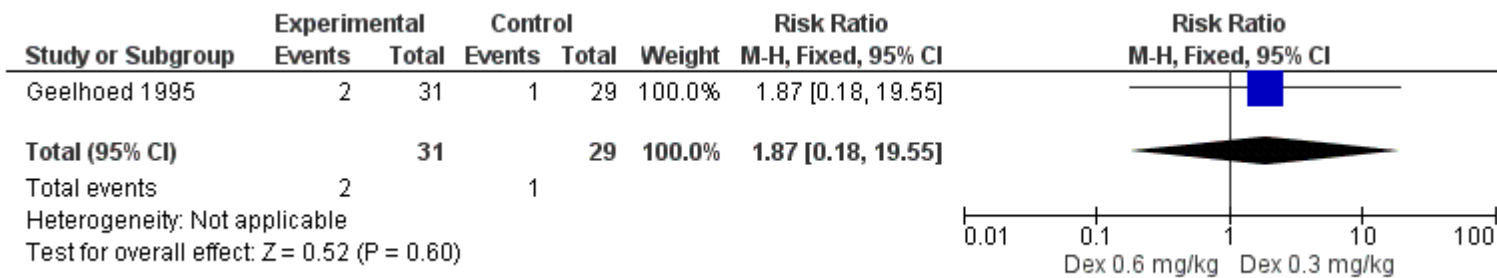 Experimental Control Risk Ratio Risk Ratio
Study or Subgroup Events Total Events Total Weight M-H, Fixed, 95% CI M-H, Fixed, 95% CI
Geelhoed 1995 2 31 1 29 100.0% 1.87 [0.18, 19.55]
Total (95% CI) 31 29 100.0% 1.87 [0.18, 19.55]
Total events 2 1
Heterogeneity: Not applicable
Test for overall effect: Z = 0.52 (P = 0.60)
0.01 0.1 1 10 100
Dex 0.6 mg/kg Dex 0.3 mg/kg